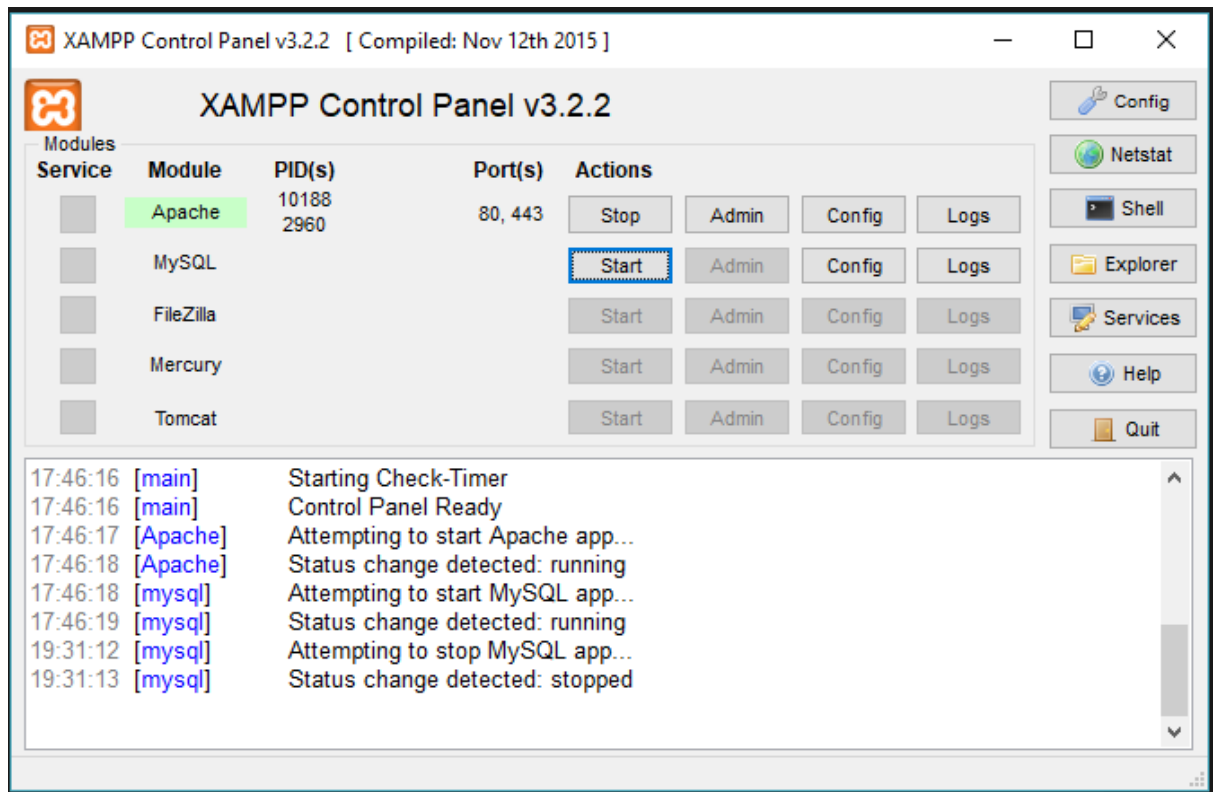 XAMPP Control Panel v3.2.2 [ Compiled: Nov 12th 2015 ]
XAMPP Control Panel v3.2.2
Config
Modules
Netstat
Service Module PID(s) Port(s) Actions
Apache 10188 2960 80, 443 Stop Admin Config Logs
Shell
MySQL Start Admin Config Logs
Explorer
FileZilla Start Admin Config Logs
Services
Mercury Start Admin Config Logs
Help
Tomcat Start Admin Config Logs
Quit
17:46:16 [main] Starting Check-Timer
17:46:16 [main] Control Panel Ready
17:46:17 [Apache] Attempting to start Apache app...
17:46:18 [Apache] Status change detected: running
17:46:18 [mysql] Attempting to start MySQL app...
17:46:19 [mysql] Status change detected: running
19:31:12 [mysql] Attempting to stop MySQL app...
19:31:13 [mysql] Status change detected: stopped